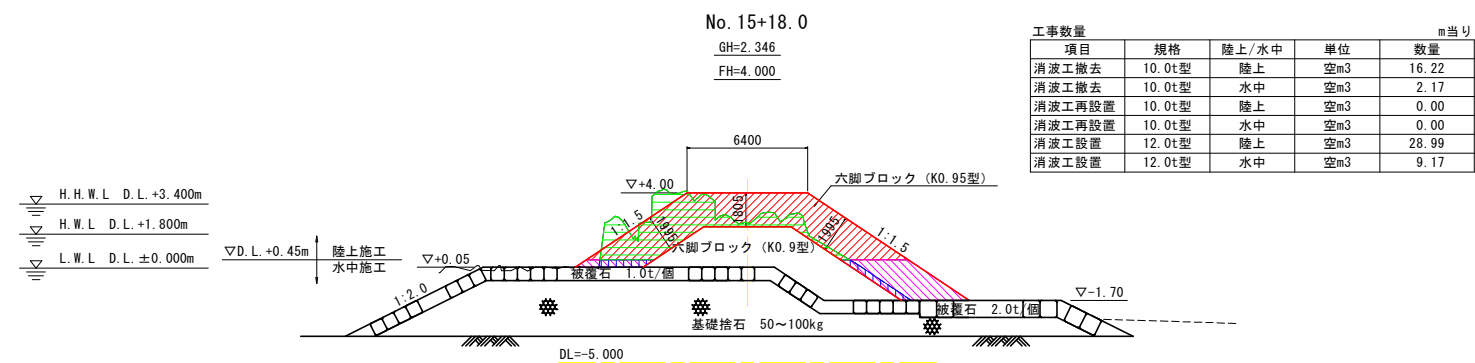 No.15+18.0
GH=2.346
FH=4.000
工事数量 m当り
項目 規格 陸上/水中 単位 数量
消波工撤去 10.0t型 陸上 空m3 16.22
消波工撤去 10.0t型 水中 空m3 2.17
消波工再設置 10.0t型 陸上 空m3 0.00
消波工再設置 10.0t型 水中 空m3 0.00
消波工設置 12.0t型 陸上 空m3 28.99
消波工設置 12.0t型 水中 空m3 9.17
6400
▽+4.00
六脚ブロック (K0.95型)
H.H.W.L D.L.+3.400m
H.W.L D.L.+1.800m
L.W.L D.L.±0.000m
▽D.L.+0.45m
陸上施工
水中施工
1:1.5
1995
1805
1995
1:1.5
六脚ブロック (K0.9型)
▽+0.05
被覆石 1.0t/個
1:2.0
▽-1.70
被覆石 2.0t/個
基礎捨石 50～100kg
DL=-5.000